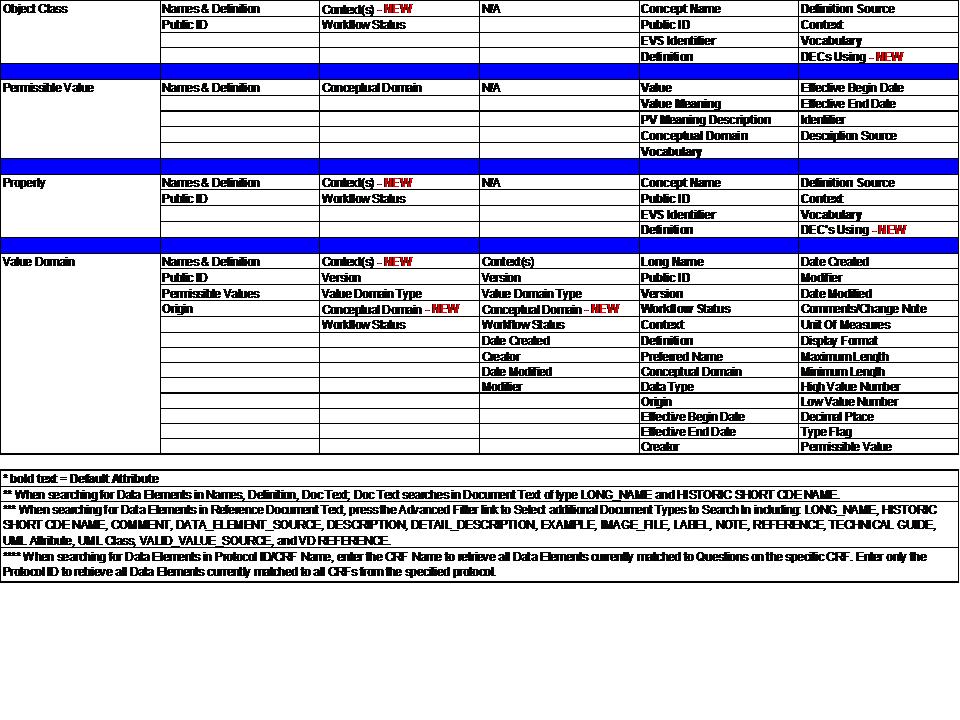 Object Class Names & Definition Context(s) - NEW N/A Concept Name Definition Source
Public ID Workflow Status Public ID Context
EVS Identifier Vocabulary
Definition DECs Using - NEW
Permissible Value Names & Definition Conceptual Domain N/A Value Effective Begin Date
Value Meaning Effective End Date
PV Meaning Description Identifier
Conceptual Domain Description Source
Vocabulary
Property Names & Definition Context(s) - NEW N/A Concept Name Definition Source
Public ID Workflow Status Public ID Context
EVS Identifier Vocabulary
Definition DEC's Using - NEW
Value Domain Names & Definition Context(s) - NEW Context(s) Long Name Date Created
Public ID Version Version Public ID Modifier
Permissible Values Value Domain Type Value Domain Type Version Date Modified
Origin Conceptual Domain - NEW Conceptual Domain - NEW Workflow Status Comments/Change Note
Workflow Status Workflow Status Context Unit Of Measures
Date Created Definition Display Format
Creator Preferred Name Maximum Length
Date Modified Conceptual Domain Minimum Length
Modifier Data Type High Value Number
Origin Low Value Number
Effective Begin Date Decimal Place
Effective End Date Type Flag
Creator Permissible Value
* bold text = Default Attribute
** When searching for Data Elements in Names, Definition, Doc Text; Doc Text searches in Document Text of type LONG_NAME and HISTORIC SHORT CDE NAME.
*** When searching for Data Elements in Reference Document Text, press the Advanced Filter link to Select additional Document Types to Search In including: LONG_NAME, HISTORIC
SHORT CDE NAME, COMMENT, DATA_ELEMENT_SOURCE, DESCRIPTION, DETAIL_DESCRIPTION, EXAMPLE, IMAGE_FILE, LABEL, NOTE, REFERENCE, TECHNICAL GUIDE,
UML Attribute, UML Class, VALID_VALUE_SOURCE, and VD REFERENCE.
**** When searching for Data Elements in Protocol ID/CRF Name, enter the CRF Name to retrieve all Data Elements currently matched to Questions on the specific CRF. Enter only the
Protocol ID to retrieve all Data Elements currently matched to all CRFs from the specified protocol.